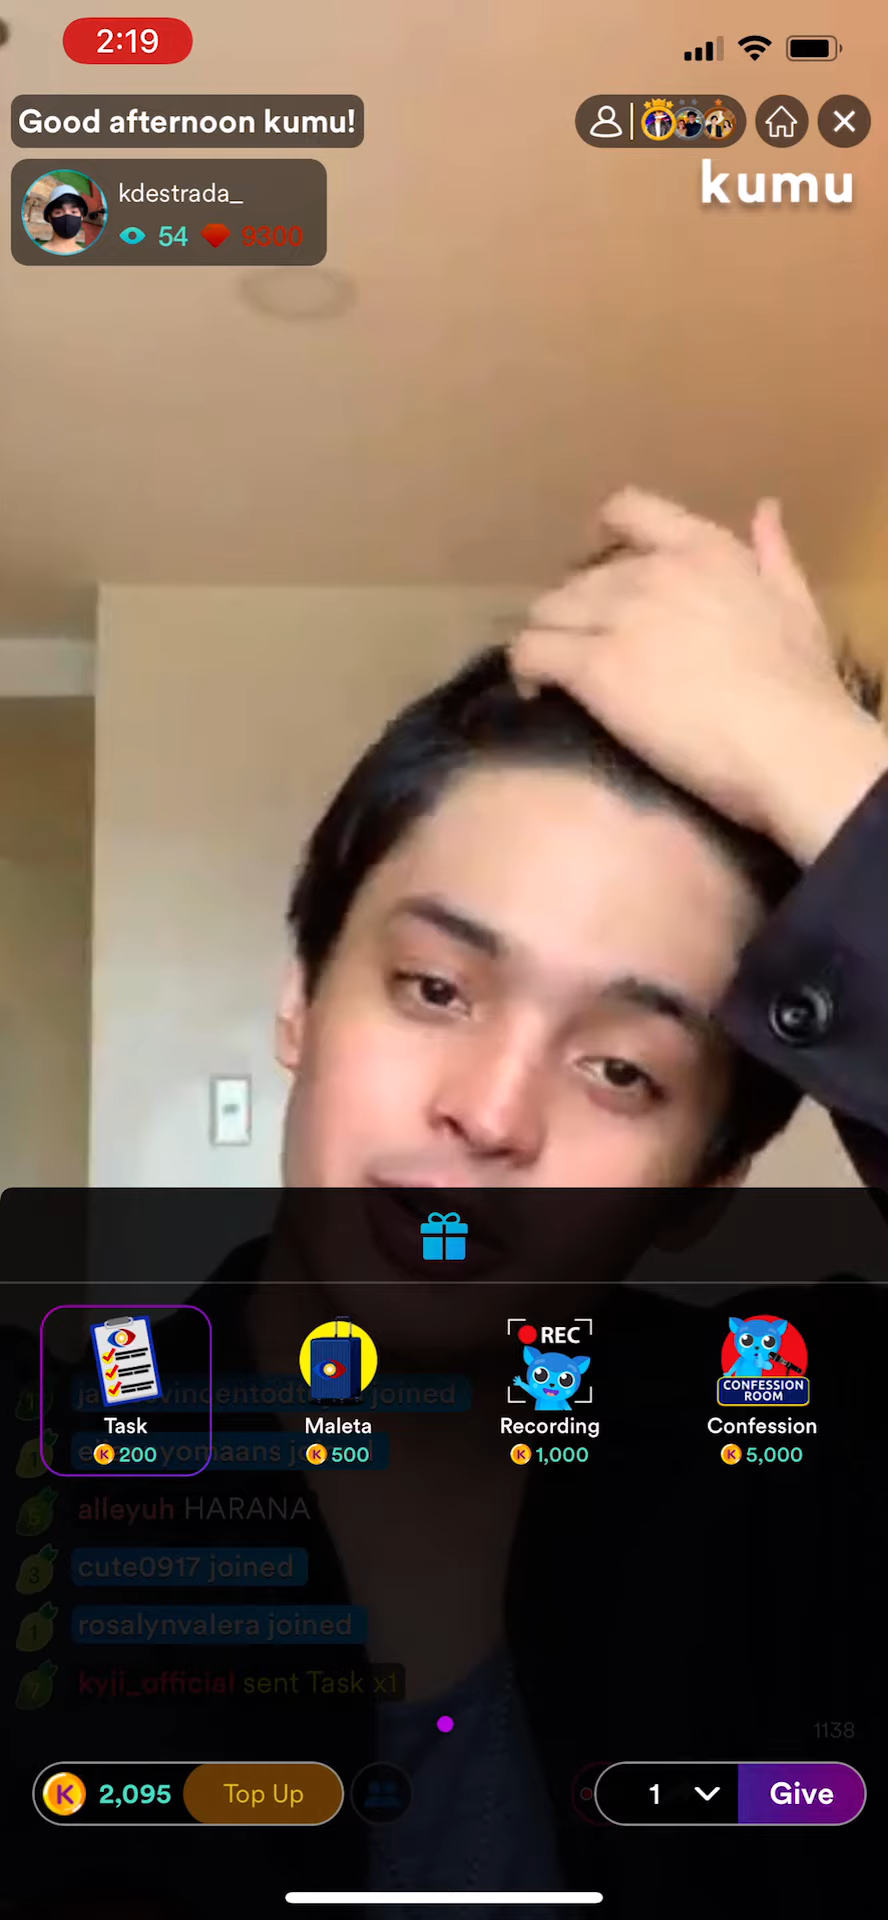 2:19
Good afternoon kumu!
kdestrada_
54 9300
kumu
REC
CONFESSION
ROOM
Task
Maleta
Recording
Confession
200
500
1,000
5,000
joined
alleyuh HARANA
cute0917 joined
rosalynvalera joined
kyji_official sent Task x1
1138
2,095 Top Up
1 Give